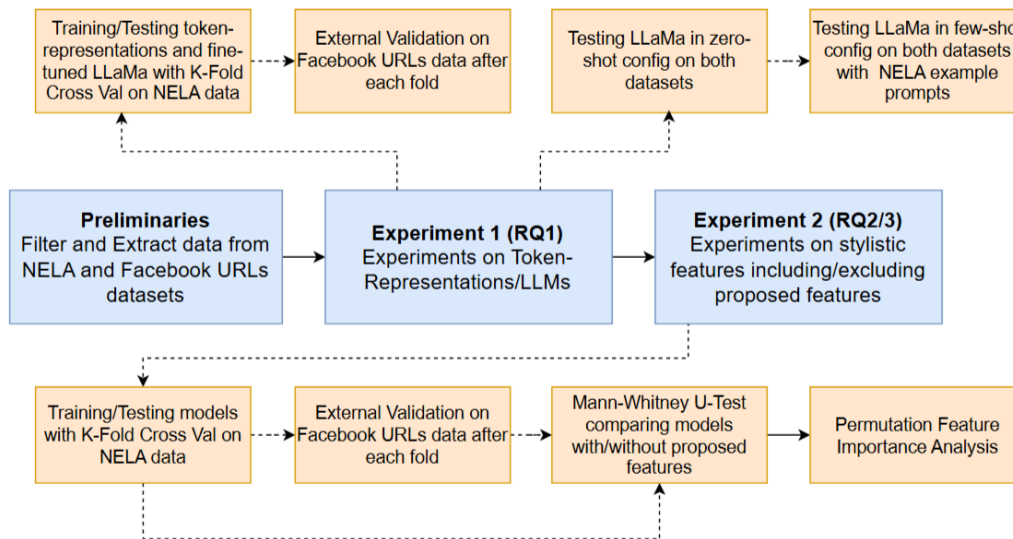 Training/Testing token-
representations and fine-
tuned LLaMa with K-Fold
Cross Val on NELA data
External Validation on
Facebook URLs data after
each fold
Testing LLaMa in zero-
shot config on both
datasets
Testing LLaMa in few-shot
config on both datasets
with NELA example
prompts
Preliminaries
Filter and Extract data from
NELA and Facebook URLs
datasets
Experiment 1 (RQ1)
Experiments on Token-
Representations/LLMs
Experiment 2 (RQ2/3)
Experiments on stylistic
features including/excluding
proposed features
Training/Testing models
with K-Fold Cross Val on
NELA data
External Validation on
Facebook URLs data after
each fold
Mann-Whitney U-Test
comparing models
with/without proposed
features
Permutation Feature
Importance Analysis